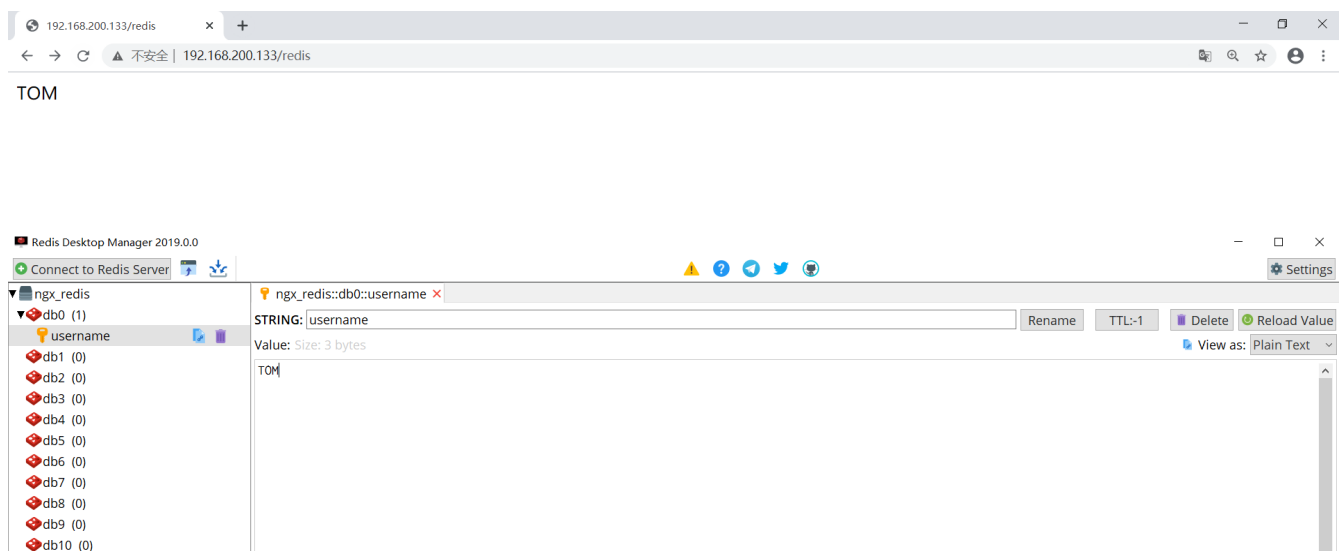 192.168.200.133/redis
不安全 | 192.168.200.133/redis
TOM
Redis Desktop Manager 2019.0.0
Connect to Redis Server
Settings
ngx_redis
ngx_redis::db0::username
db0 (1)
STRING: username Rename TTL:-1 Delete Reload Value
username
Value: Size: 3 bytes View as: Plain Text
db1 (0)
TOM
db2 (0)
db3 (0)
db4 (0)
db5 (0)
db6 (0)
db7 (0)
db8 (0)
db9 (0)
db10 (0)